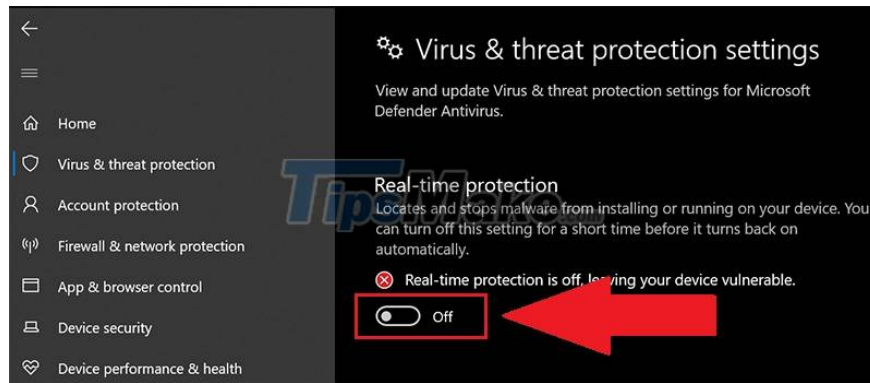 Home
Virus & threat protection
Account protection
Firewall & network protection
App & browser control
Device security
Device performance & health
Virus & threat protection settings
View and update Virus & threat protection settings for Microsoft
Defender Antivirus.
TipsMake.com
Real-time protection
Locates and stops malware from installing or running on your device. You
can turn off this setting for a short time before it turns back on
automatically.
Real-time protection is off, leaving your device vulnerable.
Off